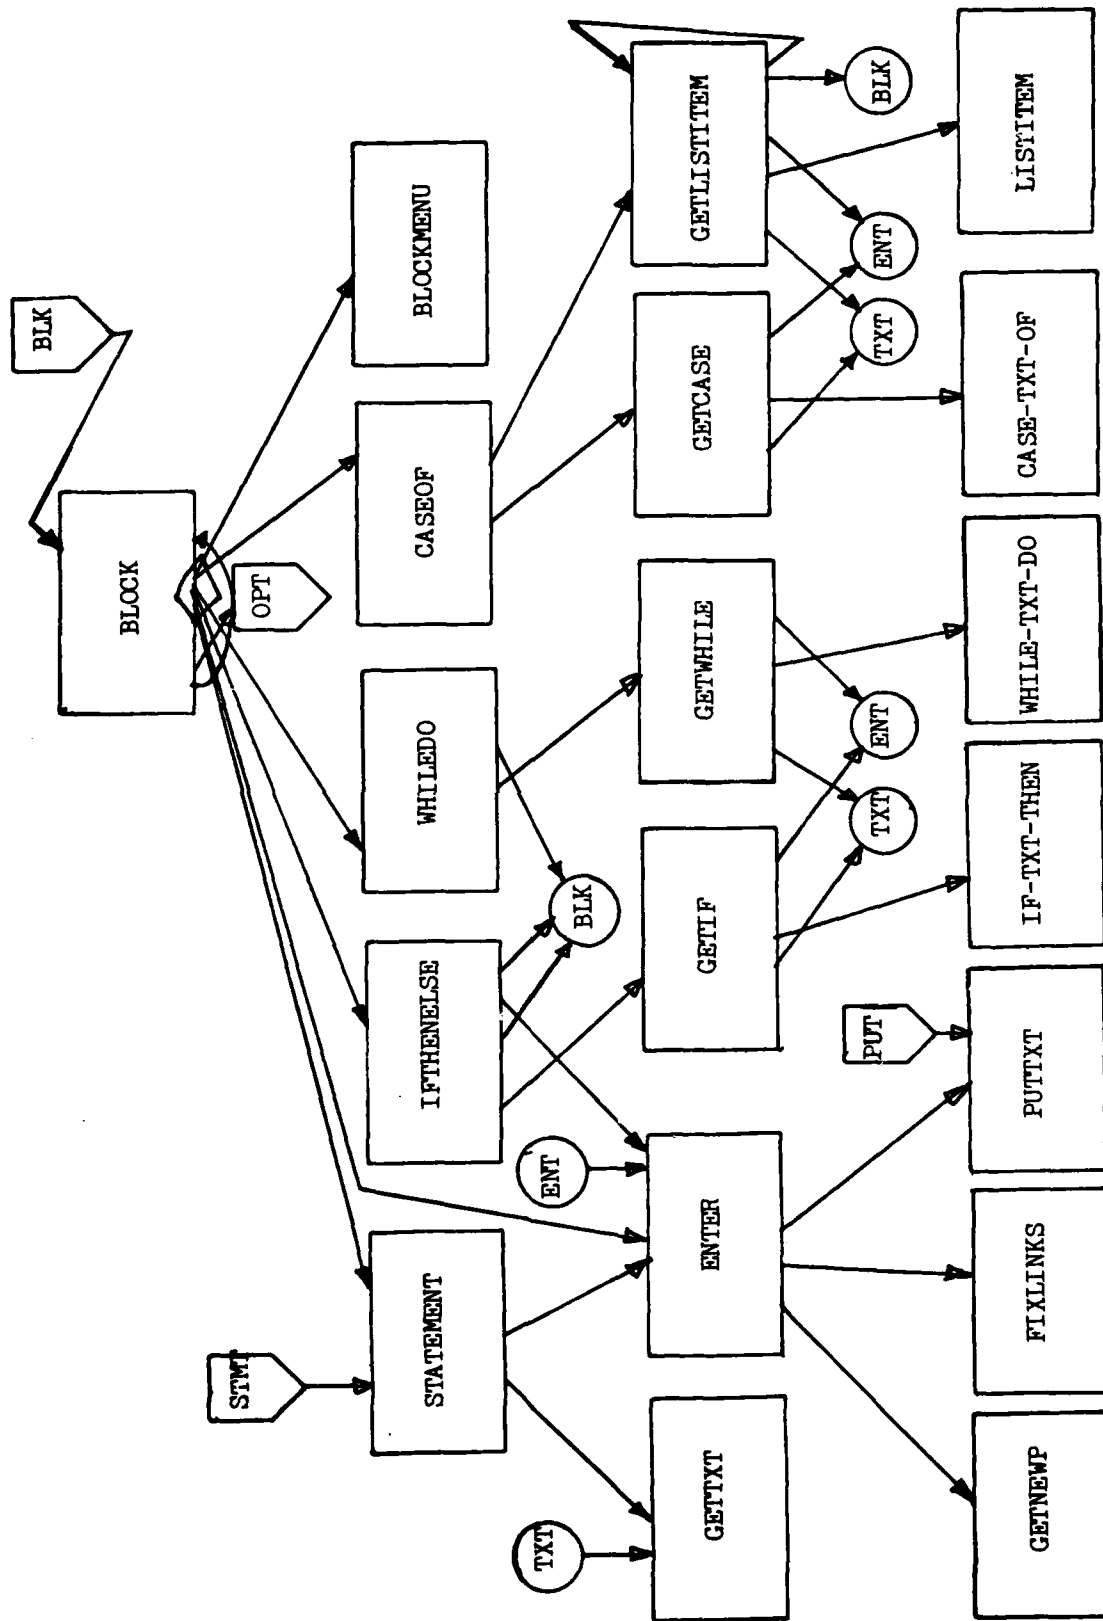 BLK
BLOCK
OPT
STMT
STATEMENT
IFTHENELSE
WHILEDO
CASEOF
BLOCKMENU
TXT
ENT
BLK
GETTXT
ENTER
GETIF
GETWHILE
GETCASE
GETLISTITEM
PUT
TXT
ENT
TXT
ENT
BLK
GETNEWP
FIXLINKS
PUTTXT
IF-TXT-THEN
WHILE-TXT-DO
CASE-TXT-OF
LISTITEM